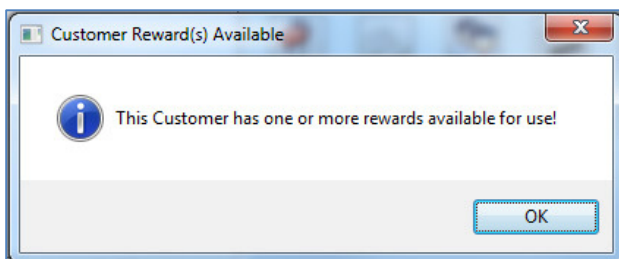 Customer Reward(s) Available
This Customer has one or more rewards available for use!
OK